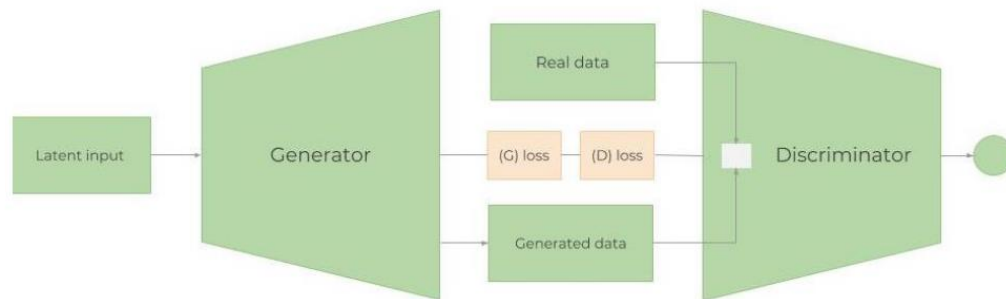 Real data
Latent input
Generator
(G) loss
(D) loss
Discriminator
Generated data